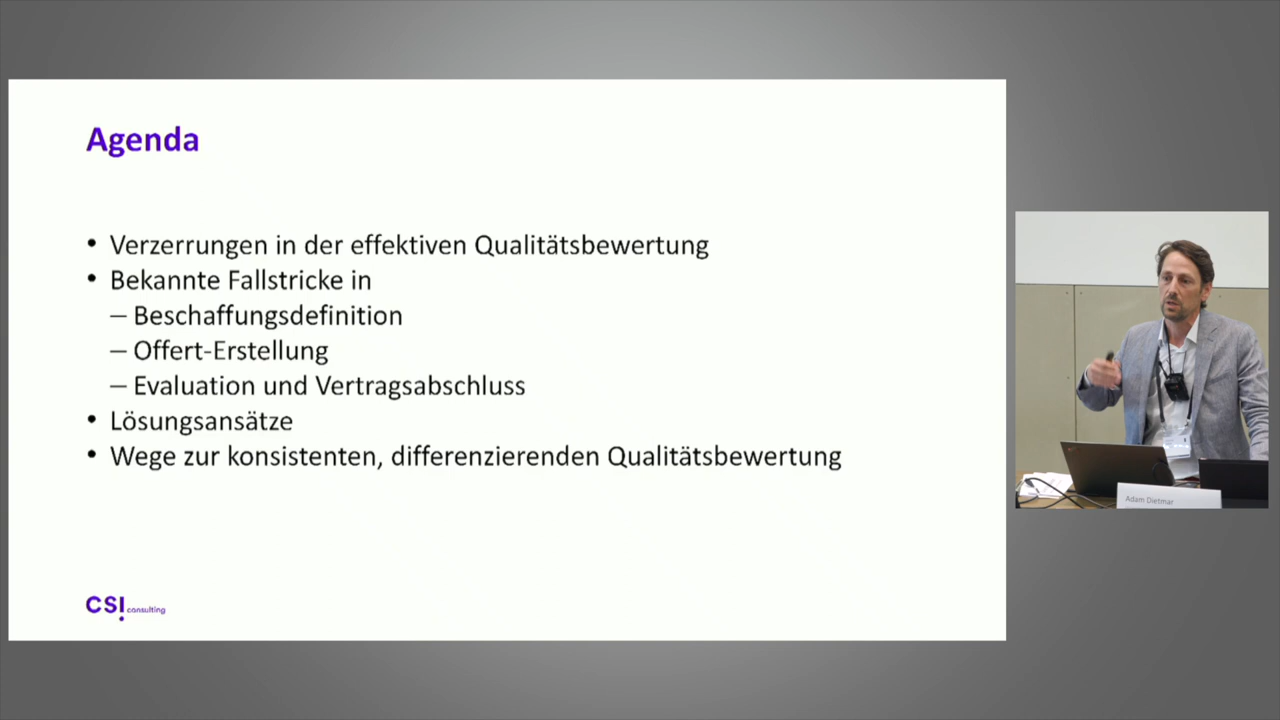 Agenda
• Verzerrungen in der effektiven Qualitätsbewertung
• Bekannte Fallstricke in
– Beschaffungsdefinition
– Offert-Erstellung
– Evaluation und Vertragsabschluss
• Lösungsansätze
• Wege zur konsistenten, differenzierenden Qualitätsbewertung
CSI consulting
Adam Dietmar